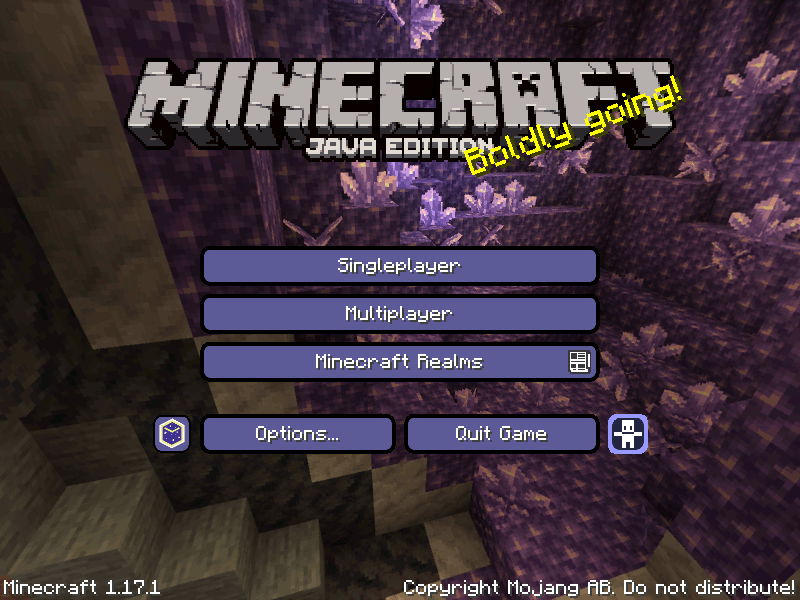 MINECRAFT
JAVA EDITION
Boldly going!
Singleplayer
Multiplayer
Minecraft Realms
Options...
Quit Game
Minecraft 1.17.1
Copyright Mojang AB. Do not distribute!